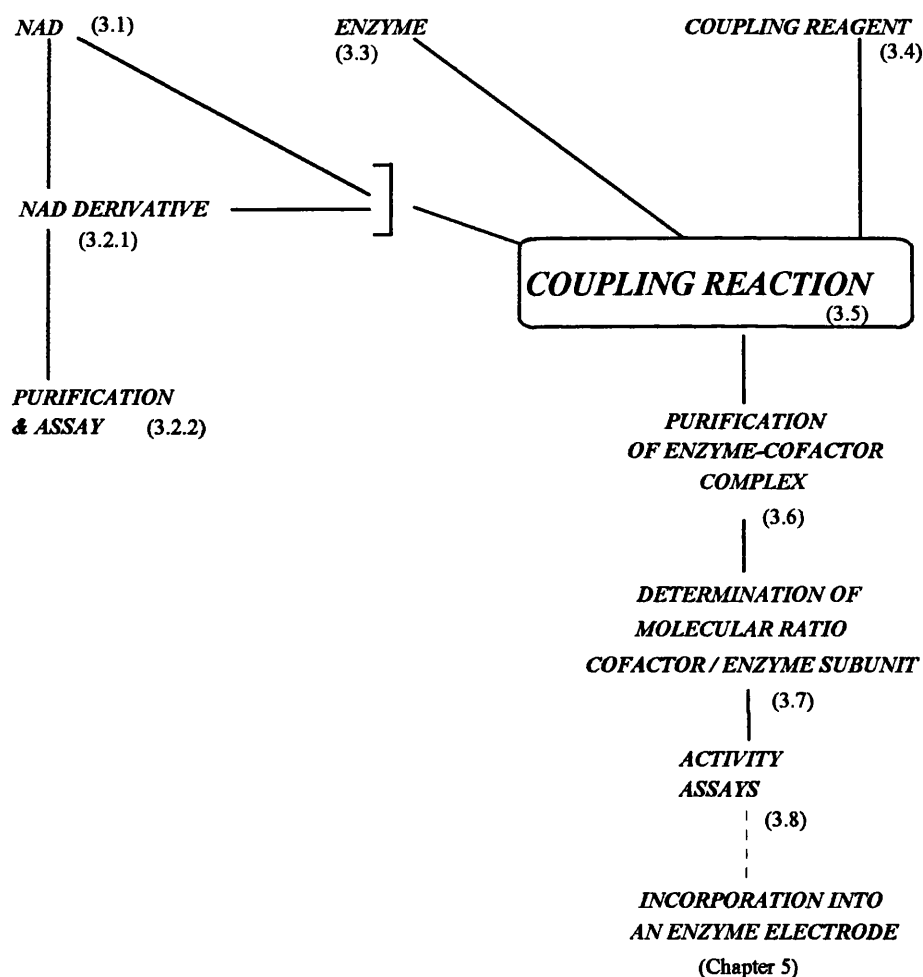 NAD (3.1)
ENZYME
(3.3)
COUPLING REAGENT
(3.4)
NAD DERIVATIVE
(3.2.1)
COUPLING REACTION
(3.5)
PURIFICATION
& ASSAY (3.2.2)
PURIFICATION
OF ENZYME-COFACTOR
COMPLEX
(3.6)
DETERMINATION OF
MOLECULAR RATIO
COFACTOR / ENZYME SUBUNIT
(3.7)
ACTIVITY
ASSAYS
(3.8)
INCORPORATION INTO
AN ENZYME ELECTRODE
(Chapter 5)